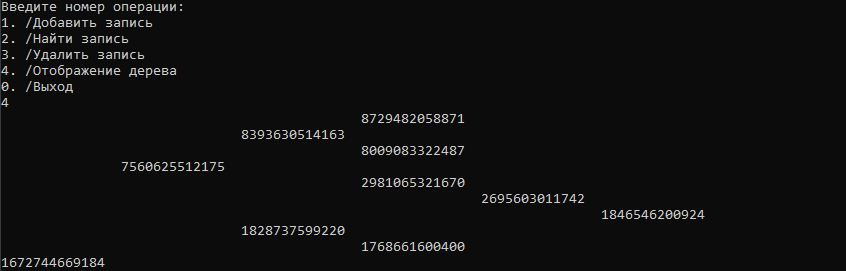 Введите номер операции:
1. /Добавить запись
2. /Найти запись
3. /Удалить запись
4. /Отображение дерева
0. /Выход
4
8729482058871
8393630514163
8009083322487
7560625512175
2981065321670
2695603011742
1846546200924
1828737599220
1768661600400
1672744669184